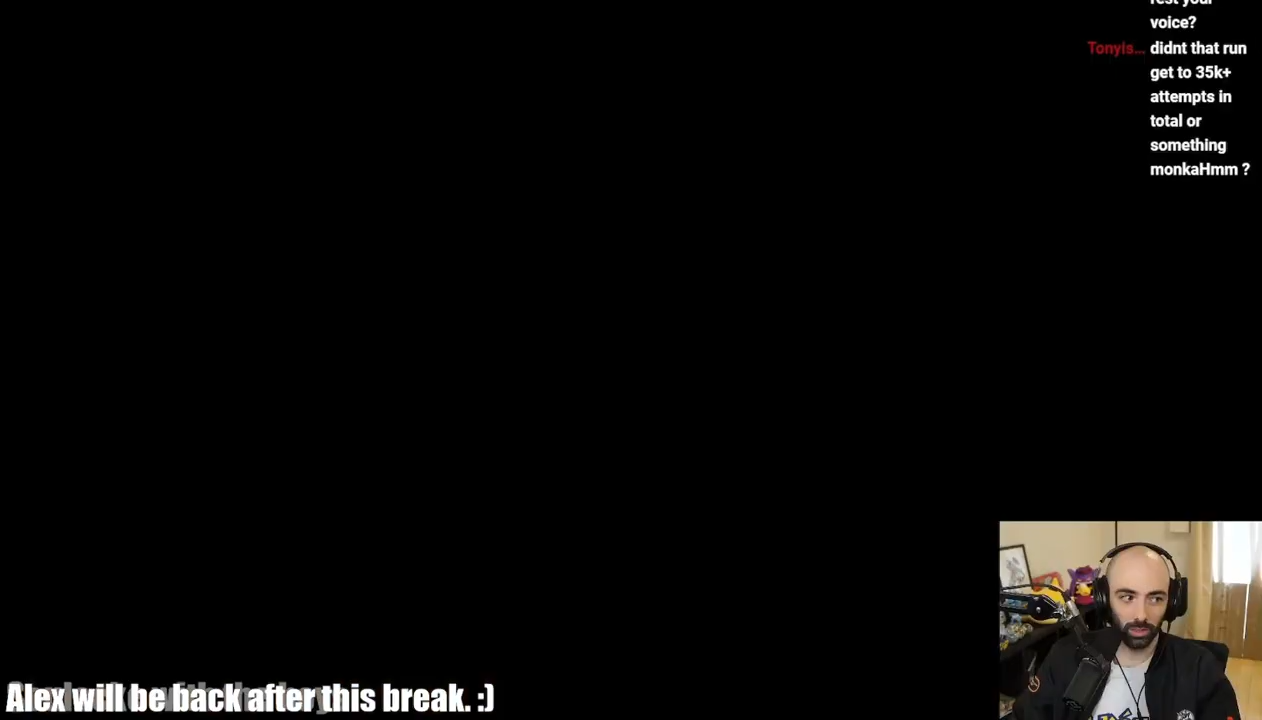 voice?
Tonyis... didnt that run
get to 35k+
attempts in
total or
something
monkaHmm ?
Alex will be back after this break. :)